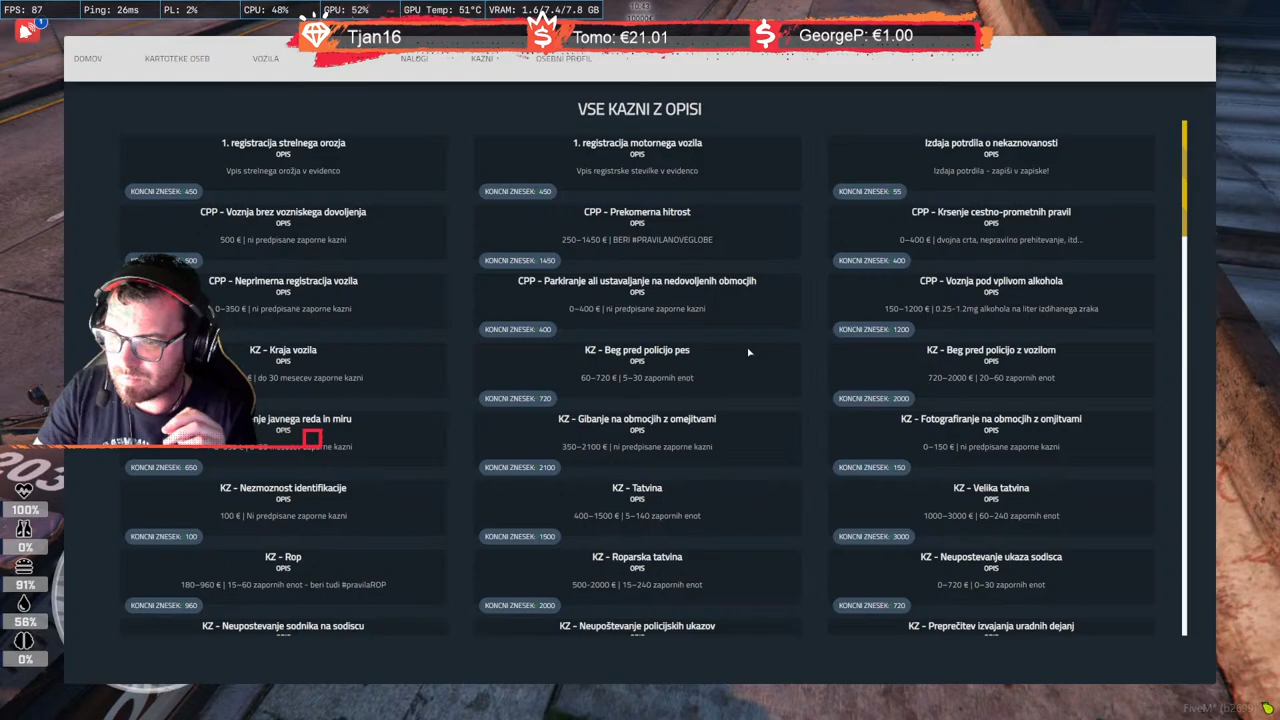 FPS: 87
Ping: 26ms
PL: 2%
CPU: 48%
GPU: 52%
GPU Temp: 51°C
VRAM: 1.6/7.4/7.8 GB
10:43
10000€
1
Tjan16
Tomo: €21.01
GeorgeP: €1.00
DOMOV
KARTOTEKE OSEB
VOZILA
NALOGI
KAZNI
OSEBNI PROFIL
VSE KAZNI Z OPISI
1. registracija strelnega orozja
OPIS
Vpis strelnega orožja v evidenco
KONCNI ZNESEK: 450
1. registracija motornega vozila
OPIS
Vpis registrske stevilke v evidenco
KONCNI ZNESEK: 450
Izdaja potrdila o nekaznovanosti
OPIS
Izdaja potrdila - zapiši v zapiske!
KONCNI ZNESEK: 55
CPP - Voznja brez vozniskega dovoljenja
OPIS
500 € | ni predpisane zaporne kazni
500
CPP - Prekomerna hitrost
OPIS
250-1450 € | BERI #PRAVILANOVEGLOBE
KONCNI ZNESEK: 1450
CPP - Krsenje cestno-prometnih pravil
OPIS
0-400 € | dvojna crta, nepravilno prehitevanje, itd...
KONCNI ZNESEK: 400
CPP - Neprimerna registracija vozila
OPIS
0-350 € | ni predpisane zaporne kazni
CPP - Parkiranje ali ustavaljanje na nedovoljenih obmocjih
OPIS
0-400 € | ni predpisane zaporne kazni
KONCNI ZNESEK: 400
CPP - Voznja pod vplivom alkohola
OPIS
150-1200 € | 0.25-1.2mg alkohola na liter izdihanega zraka
KONCNI ZNESEK: 1200
KZ - Kraja vozila
OPIS
€ | do 30 mesecev zaporne kazni
KZ - Beg pred policijo pes
OPIS
60-720 € | 5-30 zapornih enot
KONCNI ZNESEK: 720
KZ - Beg pred policijo z vozilom
OPIS
720-2000 € | 20-60 zapornih enot
KONCNI ZNESEK: 2000
javnega reda in miru
OPIS
zaporne kazni
KONCNI ZNESEK: 650
KZ - Gibanje na obmocjih z omejitvami
OPIS
350-2100 € | ni predpisane zaporne kazni
KONCNI ZNESEK: 2100
KZ - Fotografiranje na obmocjih z omjitvami
OPIS
0-150 € | ni predpisane zaporne kazni
KONCNI ZNESEK: 150
KZ - Nezmoznost identifikacije
OPIS
100 € | Ni predpisane zaporne kazni
KONCNI ZNESEK: 100
KZ - Tatvina
OPIS
400-1500 € | 5-140 zapornih enot
KONCNI ZNESEK: 1500
KZ - Velika tatvina
OPIS
1000-3000 € | 60-240 zapornih enot
KONCNI ZNESEK: 3000
KZ - Rop
OPIS
180-960 € | 15-60 zapornih enot - beri tudi #pravilaROP
KONCNI ZNESEK: 960
KZ - Roparska tatvina
OPIS
500-2000 € | 15-240 zapornih enot
KONCNI ZNESEK: 2000
KZ - Neupostevanje ukaza sodisca
OPIS
0-720 € | 0-30 zapornih enot
KONCNI ZNESEK: 720
KZ - Neupostevanje sodnika na sodiscu
KZ - Neupoštevanje policijskih ukazov
KZ - Preprečitev izvajanja uradnih dejanj
203
100%
0%
91%
56%
0%